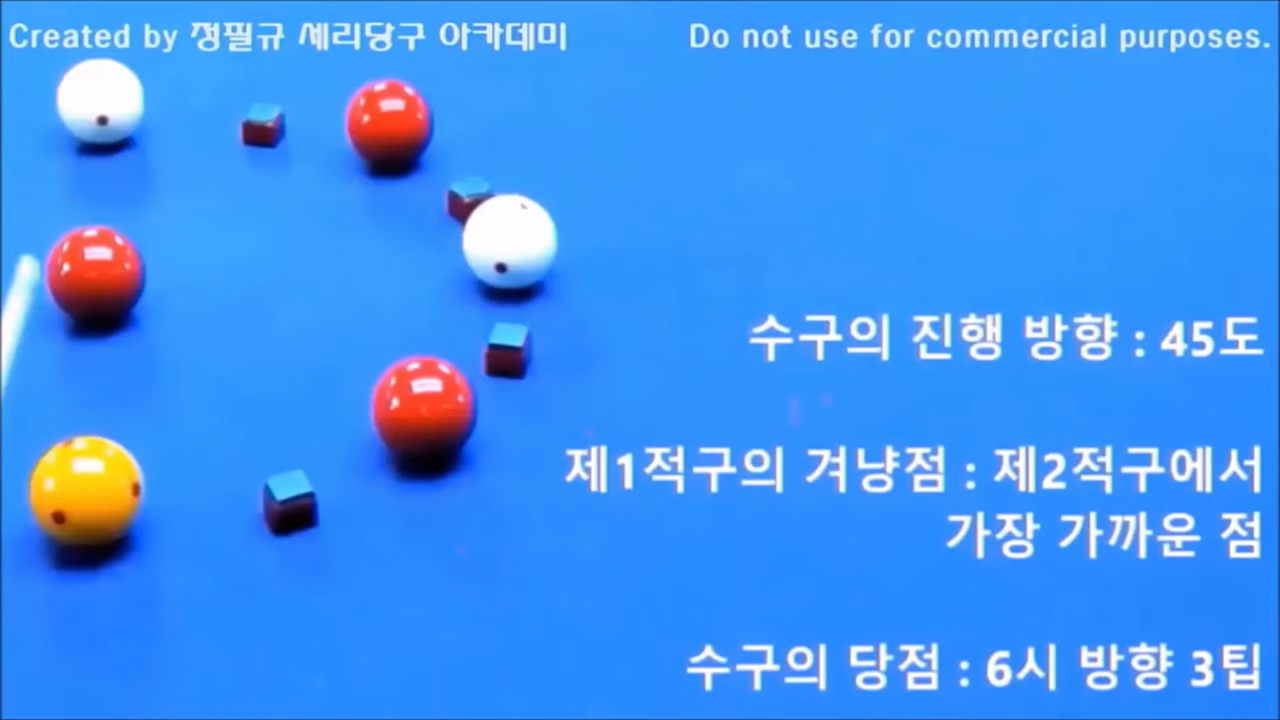 Created by 정필규 세리당구 아카데미
Do not use for commercial purposes.
수구의 진행 방향 : 45도
제1적구의 겨냥점 : 제2적구에서
가장 가까운 점
수구의 당점 : 6시 방향 3팁